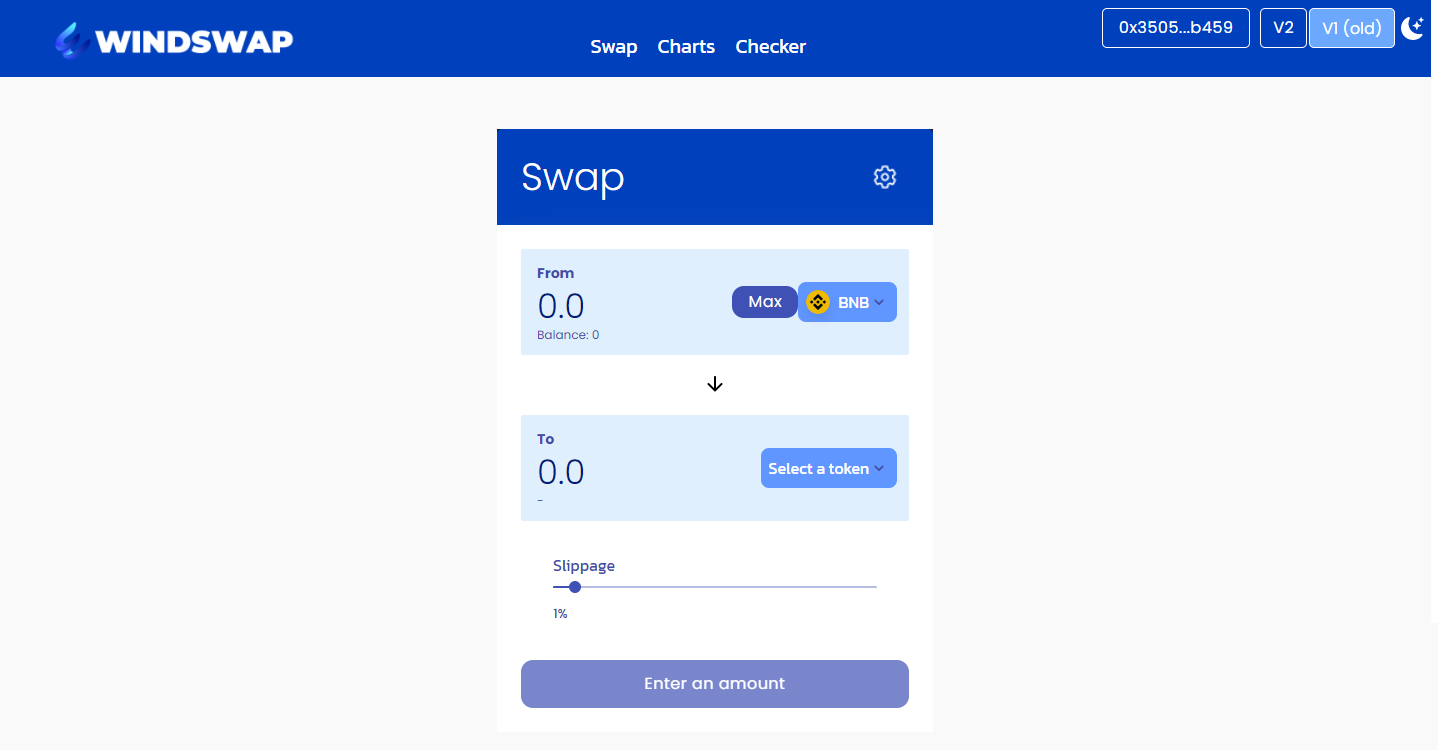 WINDSWAP
Swap Charts Checker
0x3505...b459 V2 V1 (old)
Swap
From
0.0
Max BNB
Balance: 0
To
0.0
Select a token
-
Slippage
1%
Enter an amount